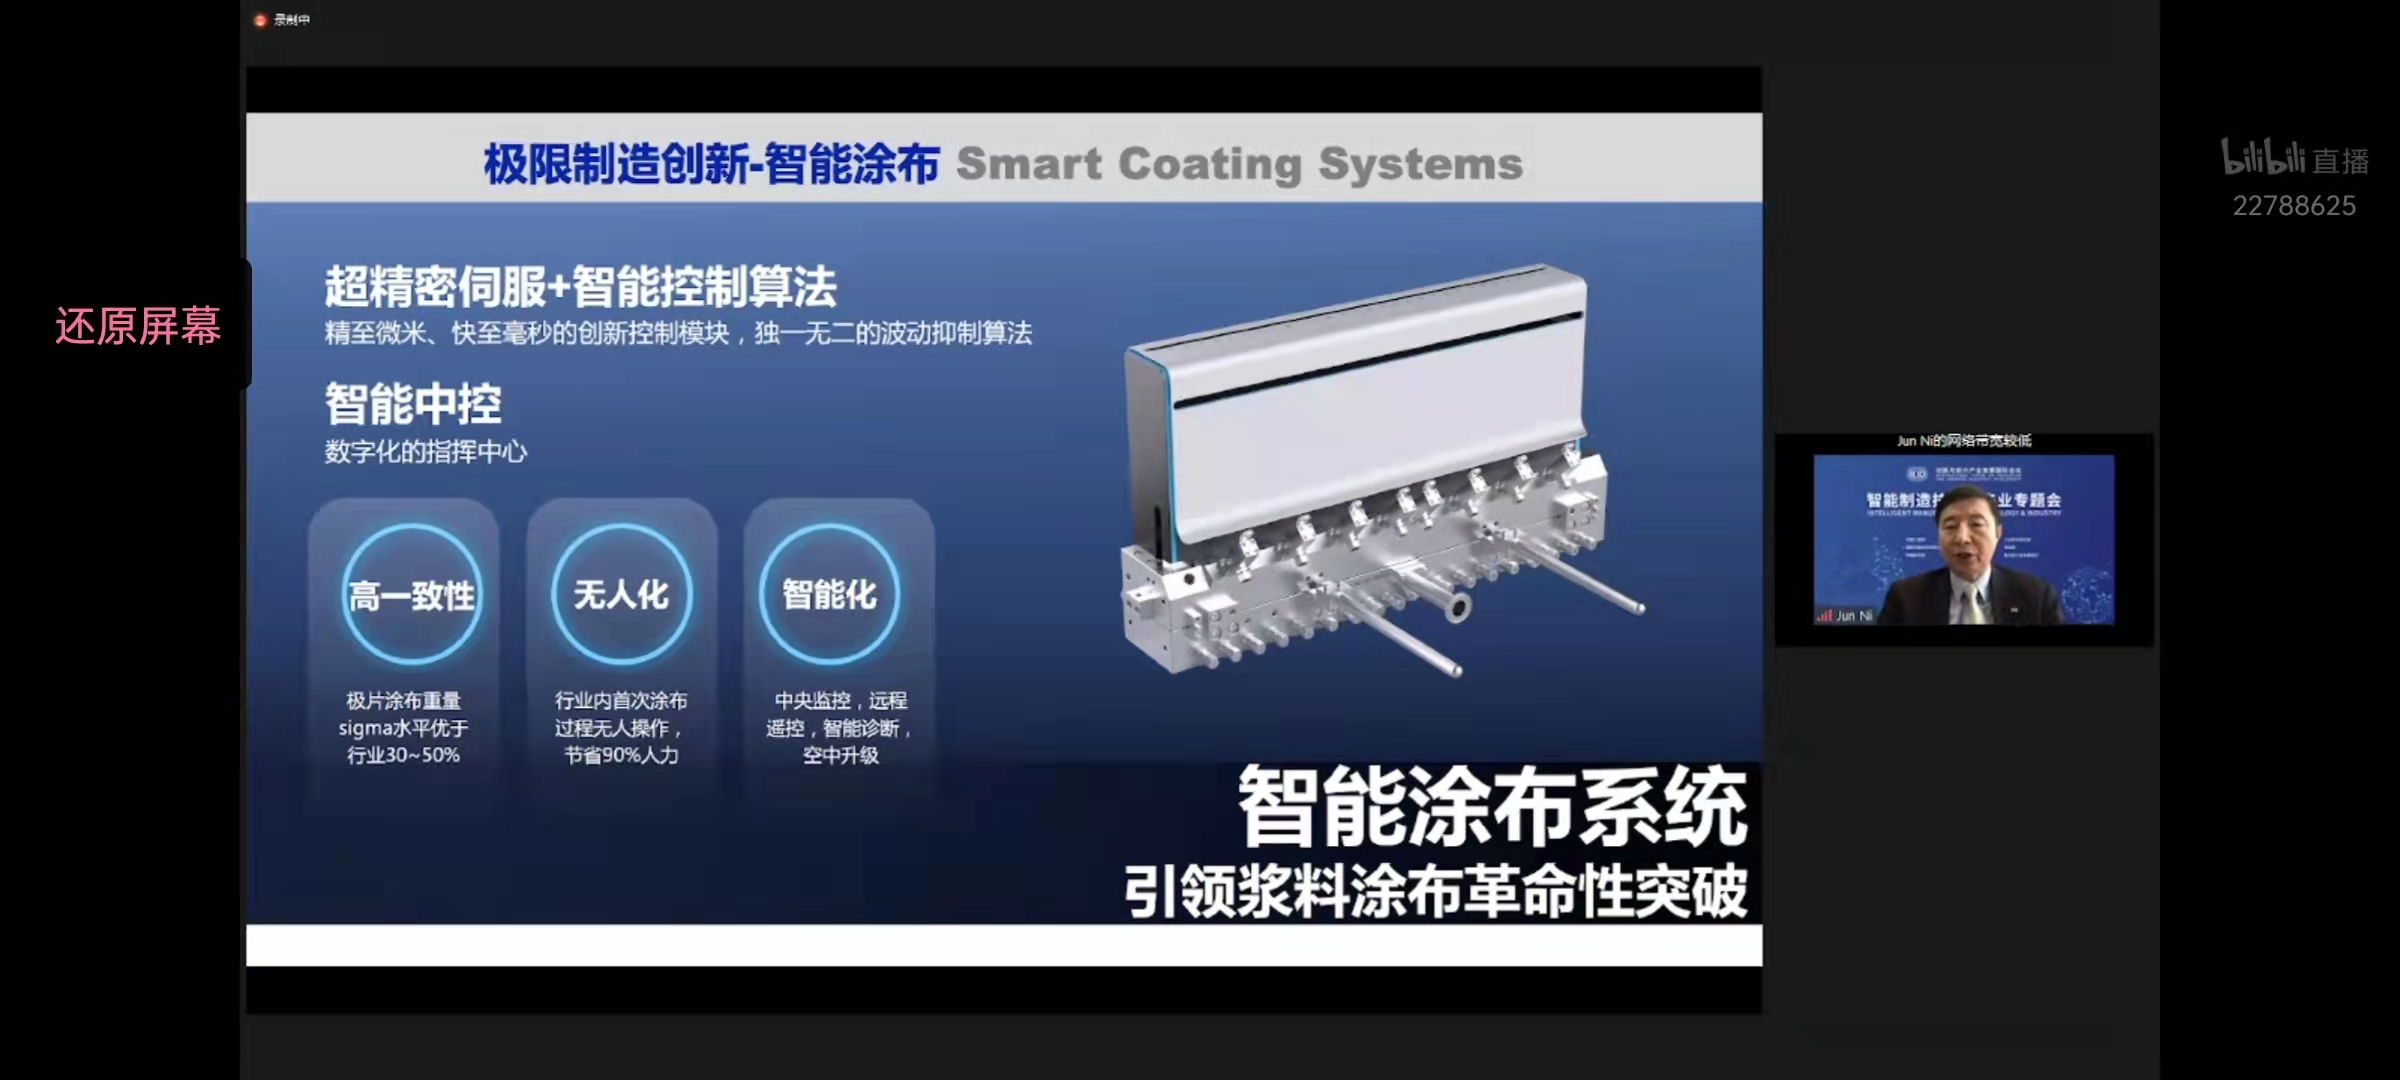 录制中
极限制造创新-智能涂布 Smart Coating Systems
超精密伺服+智能控制算法
精至微米、快至毫秒的创新控制模块，独一无二的波动抑制算法
智能中控
数字化的指挥中心
高一致性
极片涂布重量
sigma水平优于
行业30~50%
无人化
行业内首次涂布
过程无人操作，
节省90%人力
智能化
中央监控，远程
遥控，智能诊断，
空中升级
智能涂布系统
引领浆料涂布革命性突破
还原屏幕
bilibili 直播
22788625
Jun Ni的网络带宽较低
智能制造技 业专题会
Jun Ni